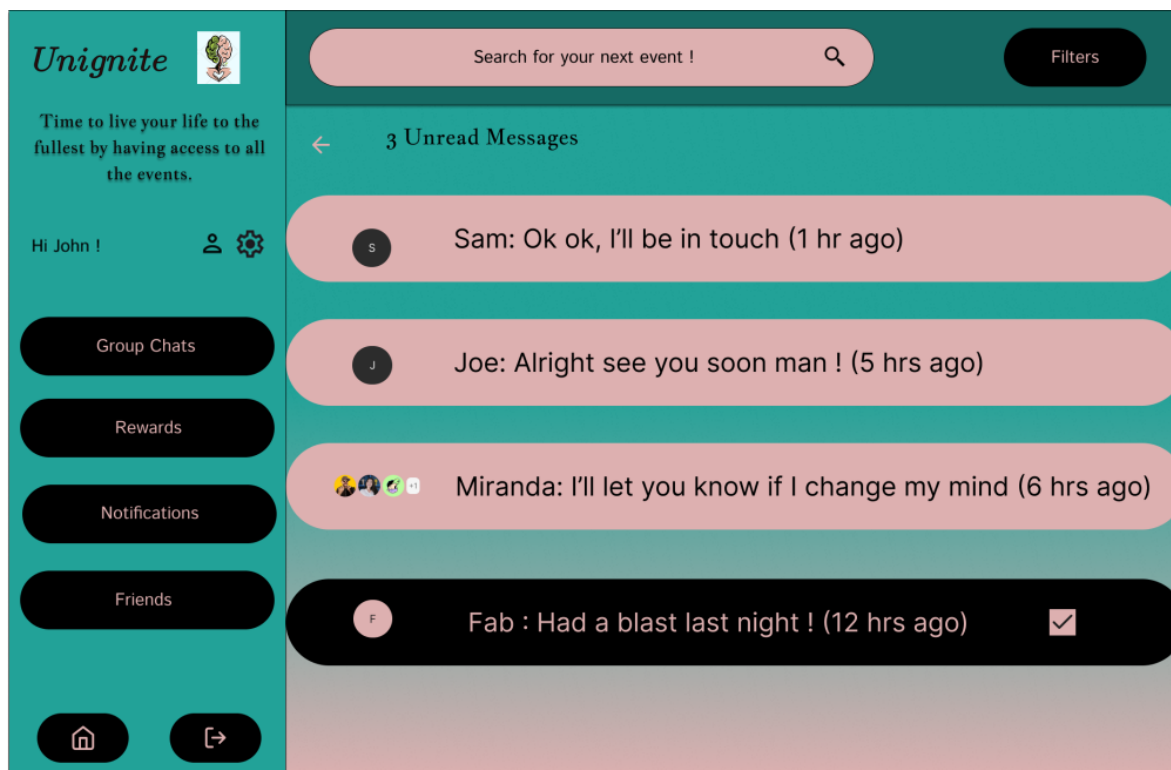 Unignite
Time to live your life to the
fullest by having access to all
the events.
Hi John !
Group Chats
Rewards
Notifications
Friends
Search for your next event !
Filters
3 Unread Messages
S
Sam: Ok ok, I'll be in touch (1 hr ago)
J
Joe: Alright see you soon man ! (5 hrs ago)
+1
Miranda: I'll let you know if I change my mind (6 hrs ago)
F
Fab : Had a blast last night ! (12 hrs ago)